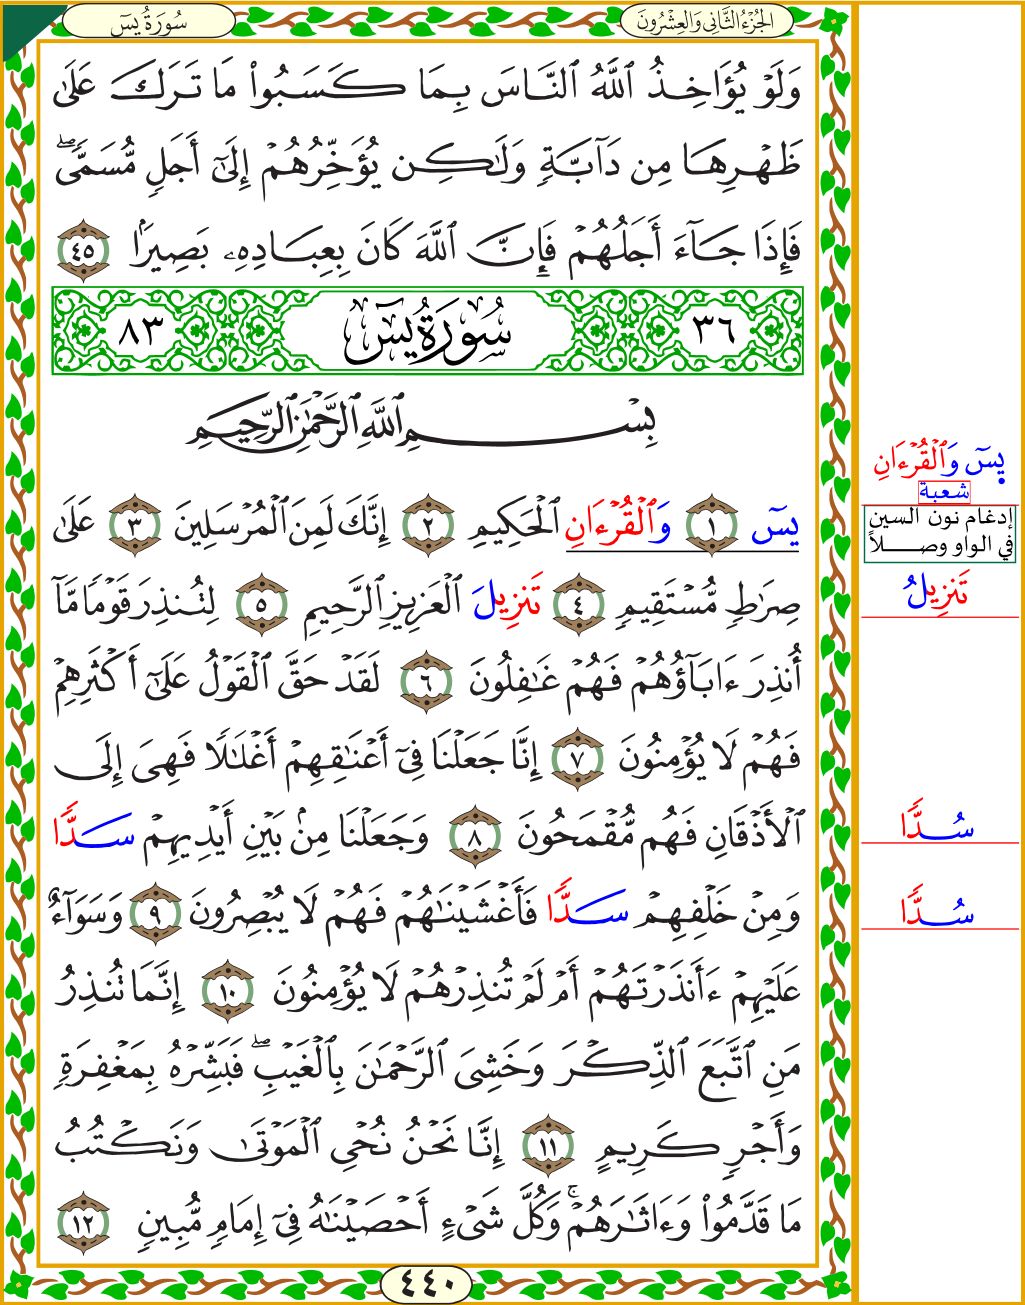 الجُزْءُ الثَّانِي وَالعِشْرُونَ
سُورَةُ يسٓ
وَلَوْ يُؤَاخِذُ ٱللَّهُ ٱلنَّاسَ بِمَا كَسَبُوا۟ مَا تَرَكَ عَلَىٰ
ظَهْرِهَا مِن دَآبَّةٍ وَلَـٰكِن يُؤَخِّرُهُمْ إِلَىٰٓ أَجَلٍ مُّسَمًّى ۖ
فَإِذَا جَآءَ أَجَلُهُمْ فَإِنَّ ٱللَّهَ كَانَ بِعِبَادِهِۦ بَصِيرًۢا ٤٥
٣٦ سُورَةُ يسٓ ٨٣
بِسْمِ ٱللَّهِ ٱلرَّحْمَـٰنِ ٱلرَّحِيمِ
يسٓ ١ وَٱلْقُرْءَانِ ٱلْحَكِيمِ ٢ إِنَّكَ لَمِنَ ٱلْمُرْسَلِينَ ٣ عَلَىٰ
صِرَٰطٍ مُّسْتَقِيمٍ ٤ تَنزِيلَ ٱلْعَزِيزِ ٱلرَّحِيمِ ٥ لِتُنذِرَ قَوْمًا مَّآ
أُنذِرَ ءَابَآؤُهُمْ فَهُمْ غَـٰفِلُونَ ٦ لَقَدْ حَقَّ ٱلْقَوْلُ عَلَىٰٓ أَكْثَرِهِمْ
فَهُمْ لَا يُؤْمِنُونَ ٧ إِنَّا جَعَلْنَا فِىٓ أَعْنَـٰقِهِمْ أَغْلَـٰلًا فَهِىَ إِلَى
ٱلْأَذْقَانِ فَهُم مُّقْمَحُونَ ٨ وَجَعَلْنَا مِنۢ بَيْنِ أَيْدِيهِمْ سَدًّا
وَمِنْ خَلْفِهِمْ سَدًّا فَأَغْشَيْنَـٰهُمْ فَهُمْ لَا يُبْصِرُونَ ٩ وَسَوَآءٌ
عَلَيْهِمْ ءَأَنذَرْتَهُمْ أَمْ لَمْ تُنذِرْهُمْ لَا يُؤْمِنُونَ ١٠ إِنَّمَا تُنذِرُ
مَنِ ٱتَّبَعَ ٱلذِّكْرَ وَخَشِىَ ٱلرَّحْمَـٰنَ بِٱلْغَيْبِ ۖ فَبَشِّرْهُ بِمَغْفِرَةٍ
وَأَجْرٍ كَرِيمٍ ١١ إِنَّا نَحْنُ نُحْىِ ٱلْمَوْتَىٰ وَنَكْتُبُ
مَا قَدَّمُوا۟ وَءَاثَـٰرَهُمْ ۚ وَكُلَّ شَىْءٍ أَحْصَيْنَـٰهُ فِىٓ إِمَامٍ مُّبِينٍ ١٢
يسٓ وَٱلْقُرْءَانِ
شعبة
إدغام نون السين
في الواو وصلاً
تَنزِيلُ
سُدًّا
سُدًّا
٤٤٠